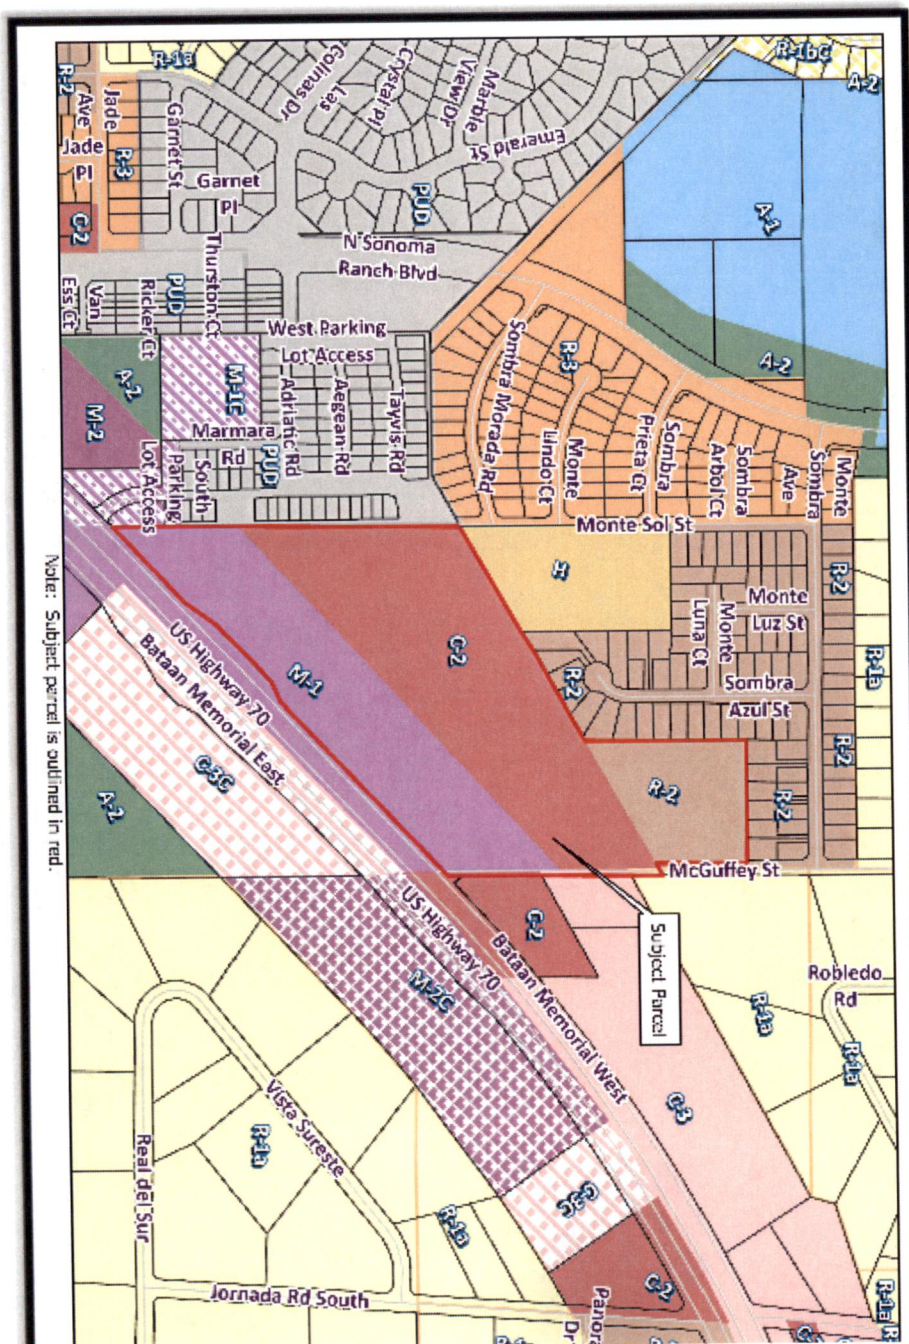 R-1a
R-1bC
A-2
R-2
Jade
Ave
Jade
Pl
R-3
Garnet St
Garnet
Pl
C-2
Las
Colinas Dr
Crystal Pl
Marble
View Dr
Emerald St
PUD
A-1
N Sonoma
Ranch Blvd
Thurston Ct
PUD
Ricker Ct
Van
Ess Ct
West Parking
Lot Access
A-2
M-1C
M-2
Adriatic Rd
Aegean Rd
Tavvis Rd
Marmara
Rd
PUD
South
Parking
Lot Access
Sombra Morada Rd
R-3
A-2
Monte
Lindo Ct
Sombra
Prieta Ct
Sombra
Arbol Ct
Sombra
Ave
Monte
Sombra
Monte Sol St
H
R-2
R-1a
Monte
Luz St
Monte
Luna Ct
Sombra
Azul St
R-2
R-2
R-2
R-2
C-2
M-1
US Highway 70
Bataan Memorial East
C-3C
A-2
McGuffey St
Subject Parcel
C-2
US Highway 70
Bataan Memorial West
M-2C
Robledo
Rd
R-1a
R-1a
C-3
Vista Sureste
R-1a
Real del Sur
R-1a
C-3C
C-2
Jornada Rd South
R-1a
Note: Subject parcel is outlined in red.